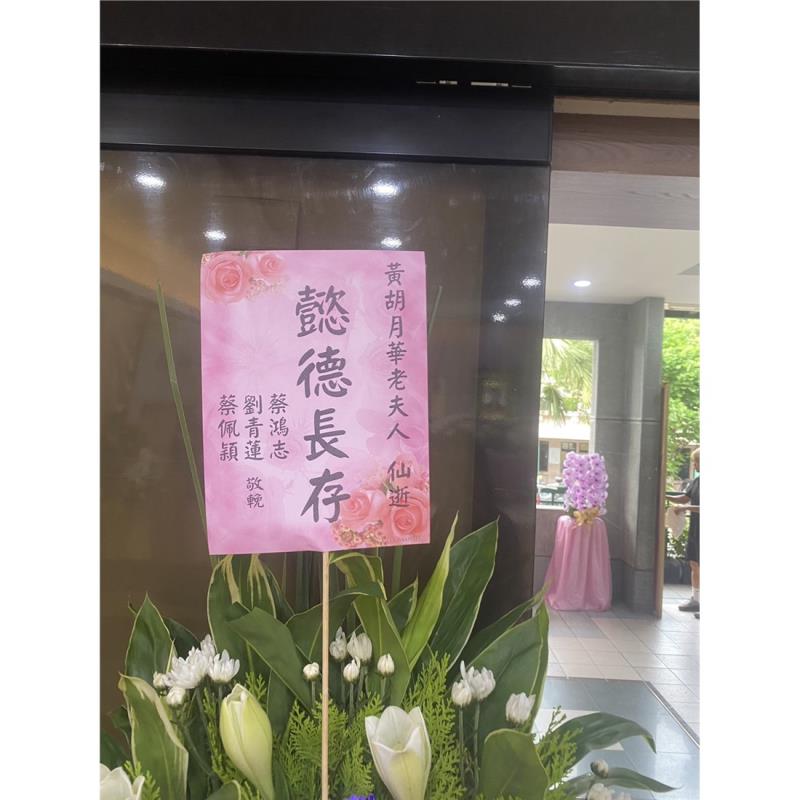 黃胡月華老夫人 仙逝
懿德長存
蔡鴻志
劉青蓮 敬輓
蔡佩穎